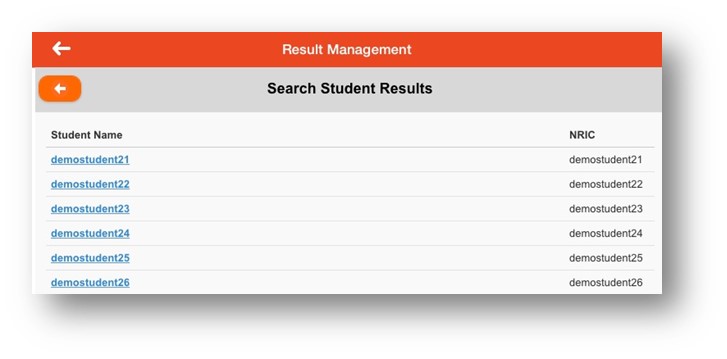 Result Management
Search Student Results
Student Name NRIC
demostudent21 demostudent21
demostudent22 demostudent22
demostudent23 demostudent23
demostudent24 demostudent24
demostudent25 demostudent25
demostudent26 demostudent26